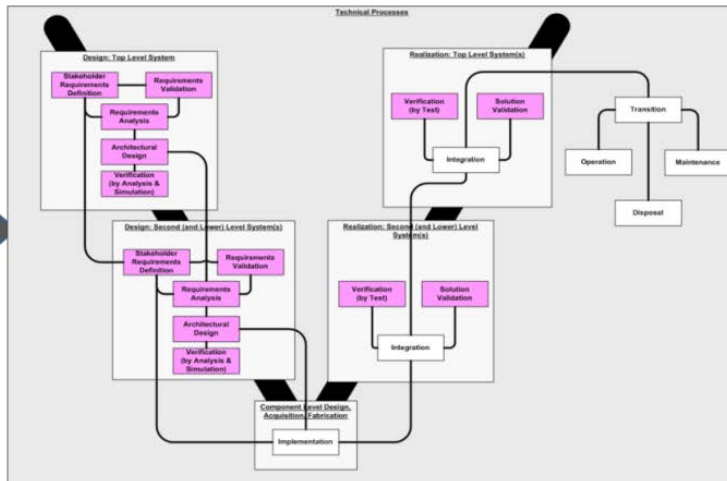 Technical Processes
Design: Top Level System
Stakeholder
Requirements
Definition
Requirements
Validation
Requirements
Analysis
Architectural
Design
Verification
(by Analysis &
Simulation)
Realization: Top Level System(s)
Verification
(by Test)
Solution
Validation
Integration
Transition
Operation
Maintenance
Disposal
Design: Second (and Lower) Level System(s)
Stakeholder
Requirements
Definition
Requirements
Validation
Requirements
Analysis
Architectural
Design
Verification
(by Analysis &
Simulation)
Realization: Second (and Lower) Level
System(s)
Verification
(by Test)
Solution
Validation
Integration
Component Level Design,
Acquisition, Fabrication
Implementation